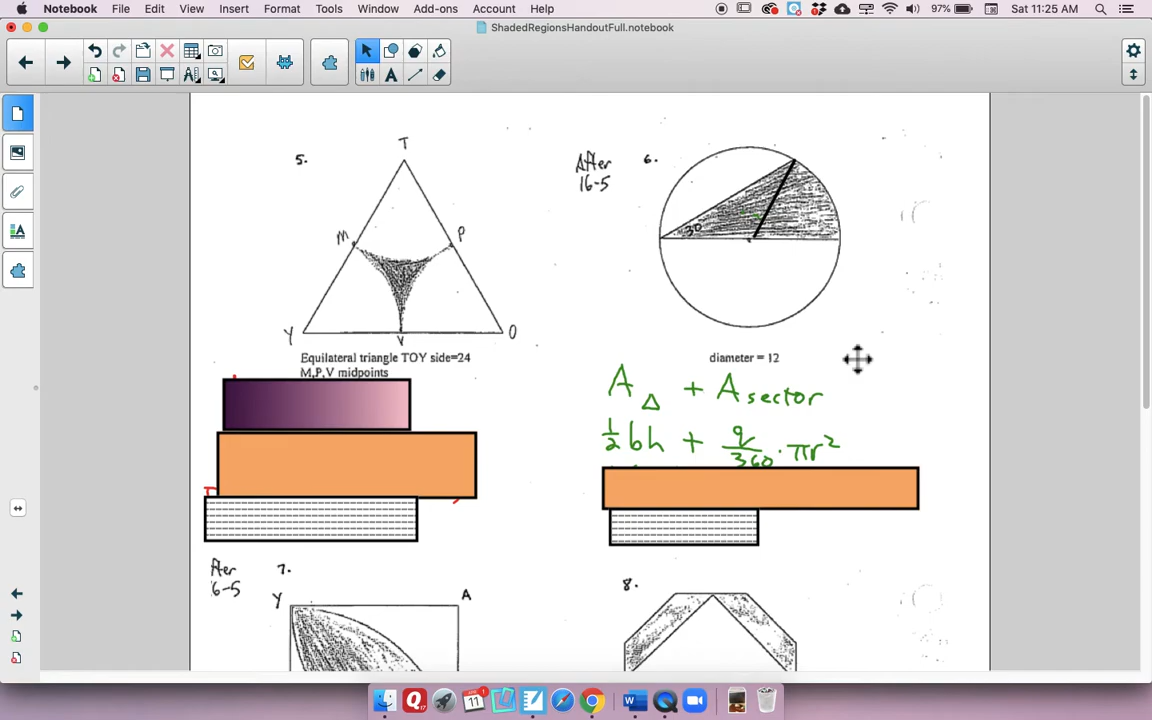 Notebook File Edit View Insert Format Tools Window Add-ons Account Help 97% Sat 11:25 AM
ShadedRegionsHandoutFull.notebook
5.
T
M
P
Y
V
O
Equilateral triangle TOY side=24
M,P,V midpoints
After
16-5
6.
30
diameter = 12
A△ + Asector
½bh + q/360 · πr²
fter
6-5
7.
Y
A
8.